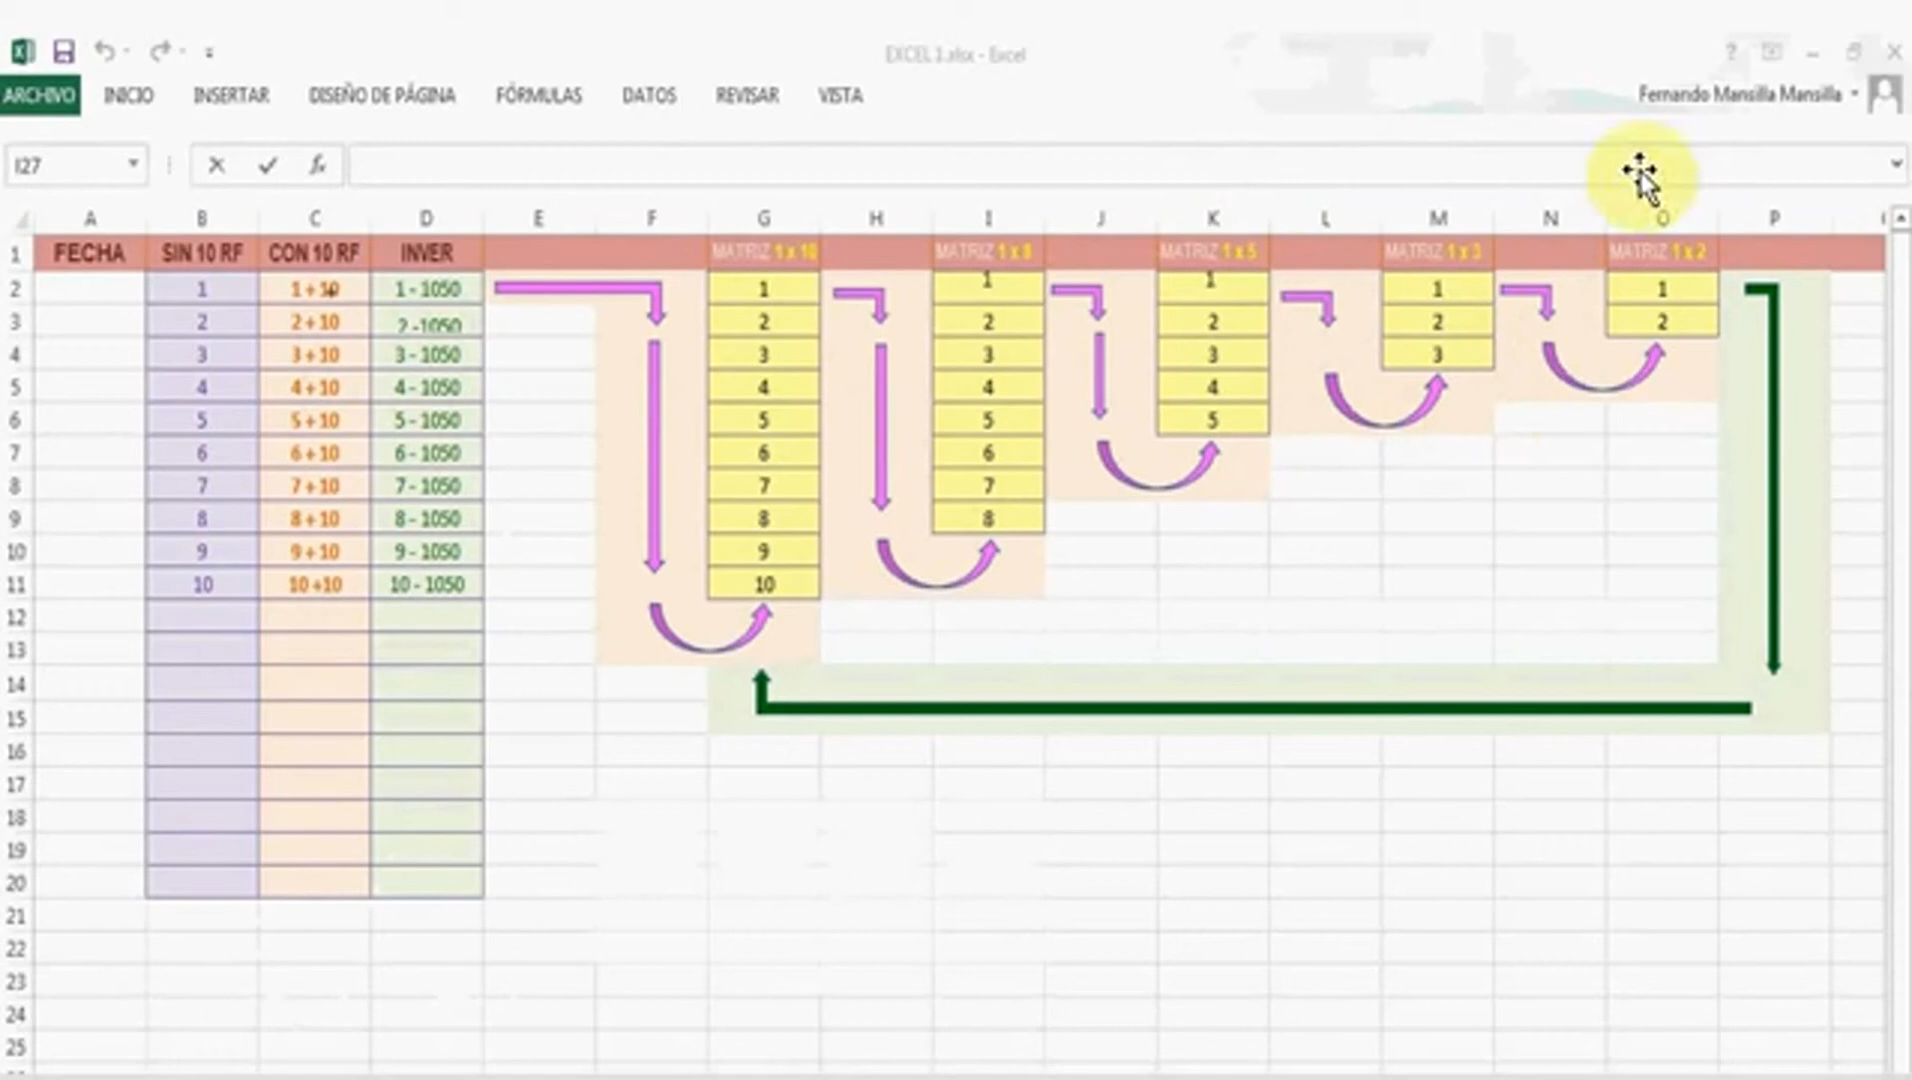 EXCEL 1.xlsx - Excel
?
ARCHIVO INICIO INSERTAR DISEÑO DE PÁGINA FÓRMULAS DATOS REVISAR VISTA Fernando Mansilla Mansilla
I27 fx
A B C D E F G H I J K L M N O P
1 FECHA SIN 10 RF CON 10 RF INVER MATRIZ 1 x 10 MATRIZ 1 x 8 MATRIZ 1 x 5 MATRIZ 1 x 3 MATRIZ 1 x 2
2 1 1 + 10 1 - 1050 1 1 1 1 1
3 2 2 + 10 2 -1050 2 2 2 2 2
4 3 3 + 10 3 - 1050 3 3 3 3
5 4 4 + 10 4 - 1050 4 4 4
6 5 5 + 10 5 - 1050 5 5 5
7 6 6 + 10 6 - 1050 6 6
8 7 7 + 10 7 - 1050 7 7
9 8 8 + 10 8 - 1050 8 8
10 9 9 + 10 9 - 1050 9
11 10 10 +10 10 - 1050 10
12
13
14
15
16
17
18
19
20
21
22
23
24
25